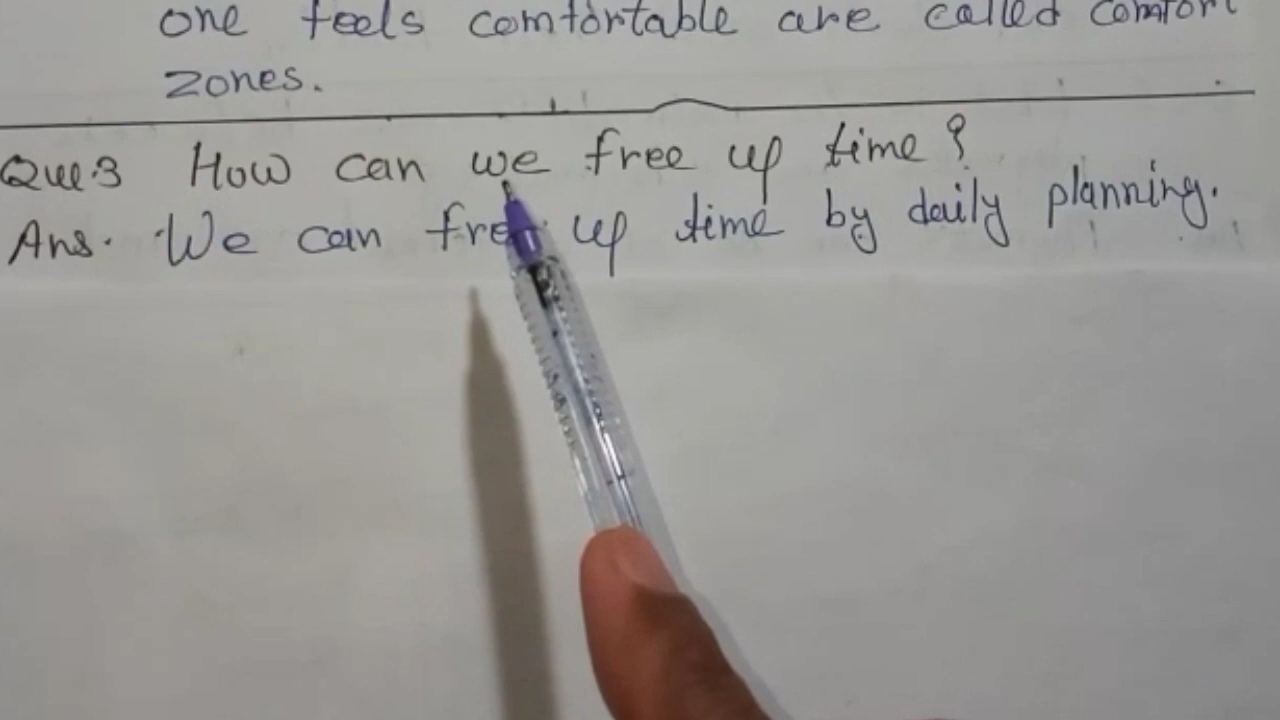 one feels comfortable are called comfort
zones.
Que.3 How can we free up time?
Ans. We can free up time by daily planning.